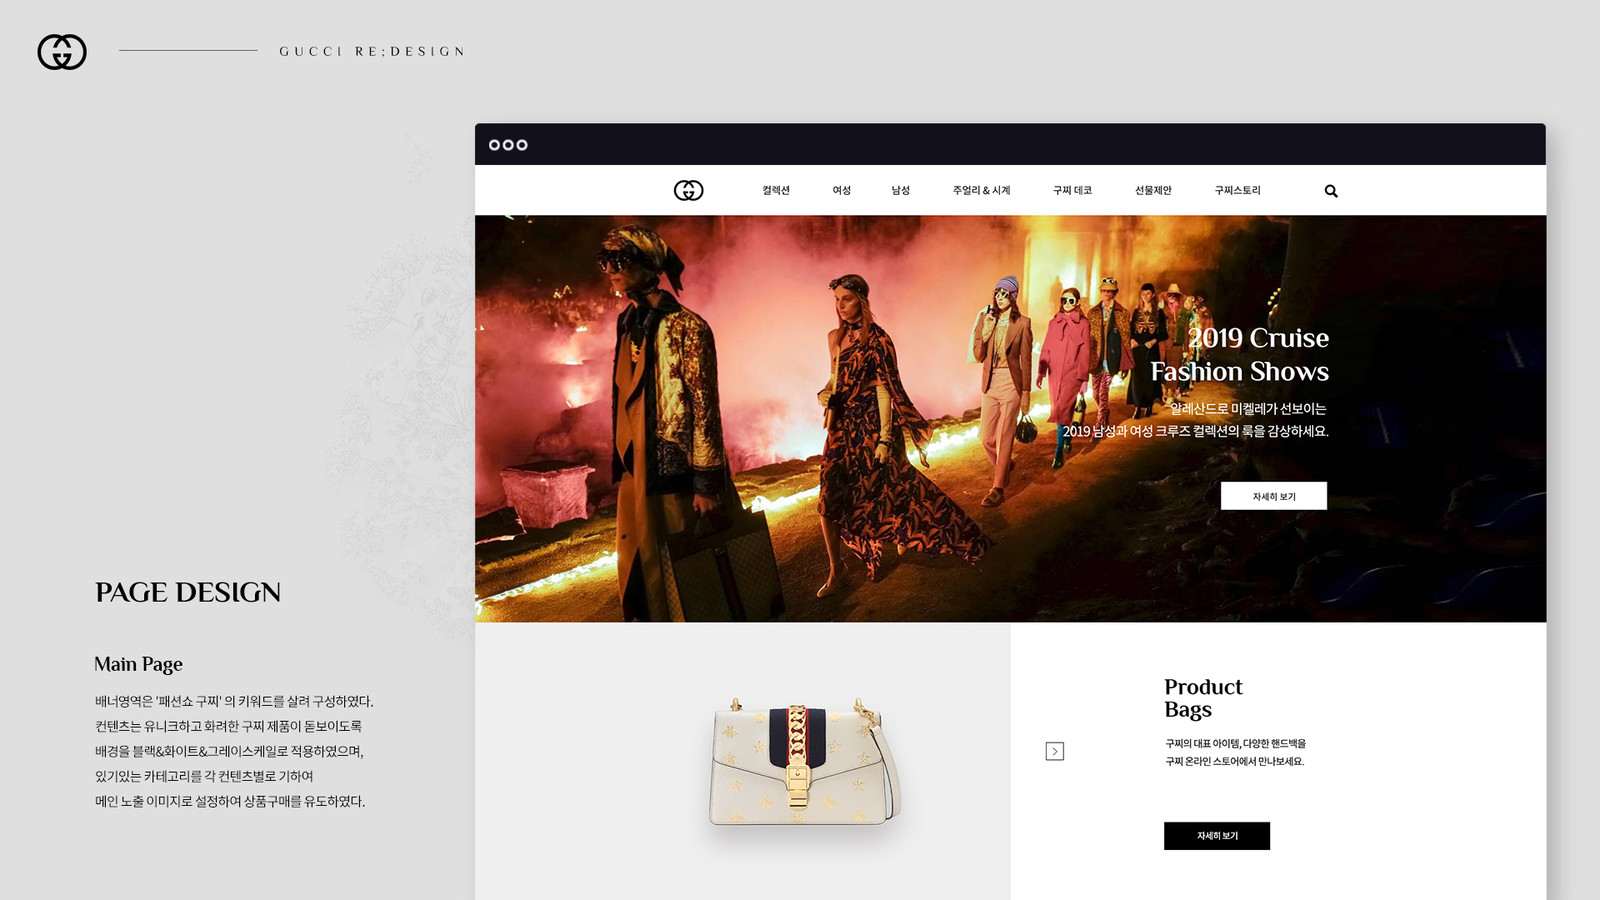 GUCCI RE;DESIGN
컬렉션 여성 남성 주얼리 & 시계 구찌 데코 선물제안 구찌스토리
2019 Cruise
Fashion Shows
알레산드로 미켈레가 선보이는
2019 남성과 여성 크루즈 컬렉션의 룩을 감상하세요.
자세히 보기
PAGE DESIGN
Main Page
배너영역은 '패션쇼 구찌' 의 키워드를 살려 구성하였다.
컨텐츠는 유니크하고 화려한 구찌 제품이 돋보이도록
배경을 블랙&화이트&그레이스케일로 적용하였으며,
있기있는 카테고리를 각 컨텐츠별로 기하여
메인 노출 이미지로 설정하여 상품구매를 유도하였다.
Product
Bags
구찌의 대표 아이템, 다양한 핸드백을
구찌 온라인 스토어에서 만나보세요.
자세히 보기